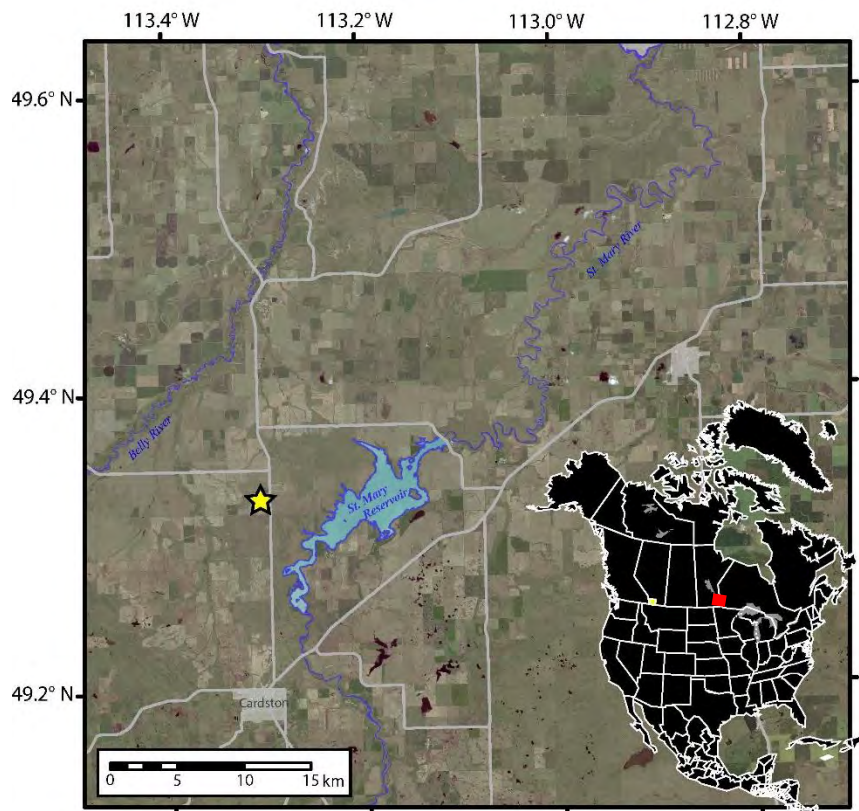 113.4° W
113.2° W
113.0° W
112.8° W
49.6° N
49.4° N
49.2° N
St. Mary River
Belly River
St. Mary
Reservoir
Cardston
0 5 10 15 km